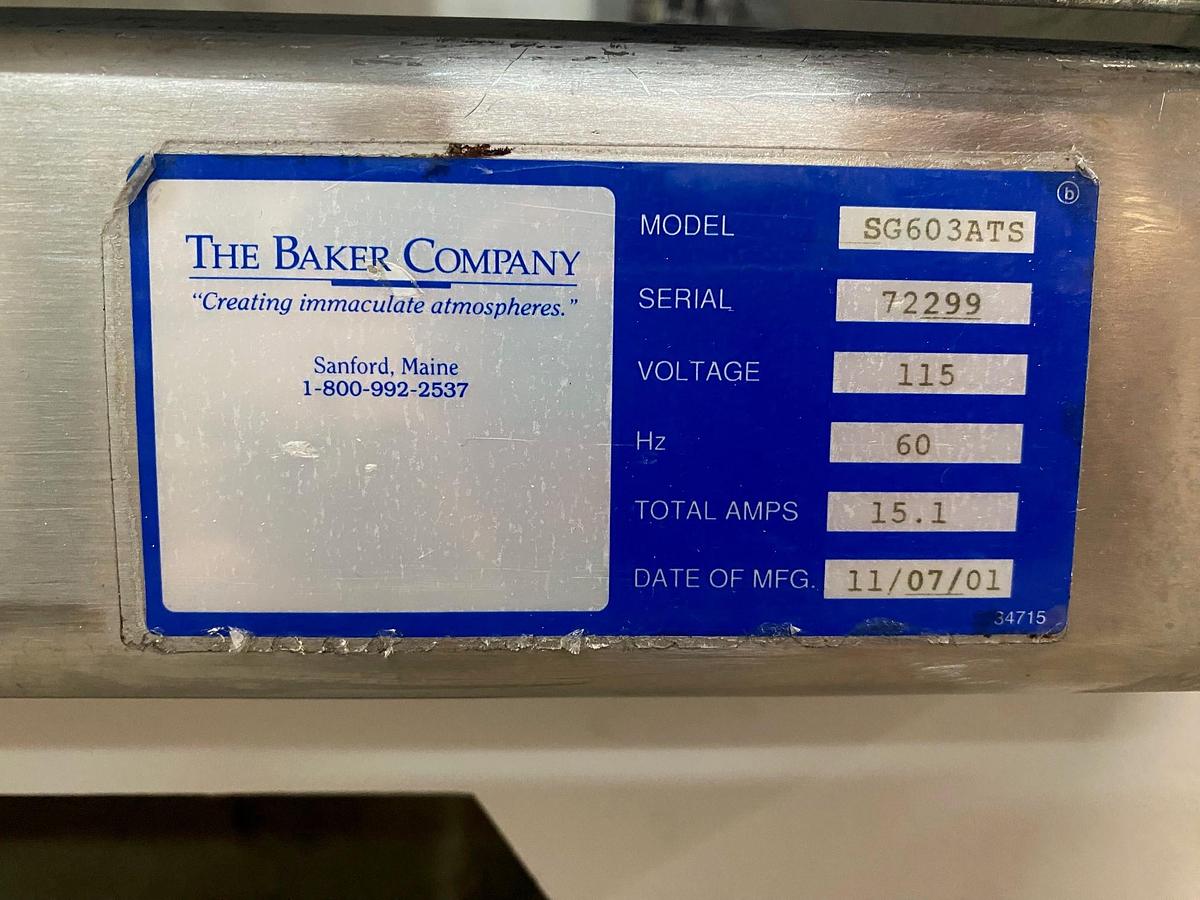 THE BAKER COMPANY
"Creating immaculate atmospheres."
Sanford, Maine
1-800-992-2537
b
MODEL SG603ATS
SERIAL 72299
VOLTAGE 115
Hz 60
TOTAL AMPS 15.1
DATE OF MFG. 11/07/01
34715